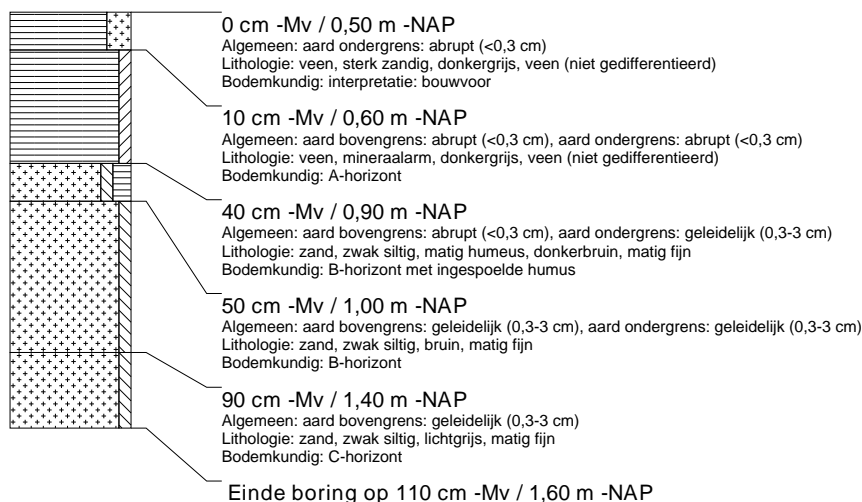 0 cm -Mv / 0,50 m -NAP
Algemeen: aard ondergrens: abrupt (<0,3 cm)
Lithologie: veen, sterk zandig, donkergrijs, veen (niet gedifferentieerd)
Bodemkundig: interpretatie: bouwvoor
10 cm -Mv / 0,60 m -NAP
Algemeen: aard bovengrens: abrupt (<0,3 cm), aard ondergrens: abrupt (<0,3 cm)
Lithologie: veen, mineraalarm, donkergrijs, veen (niet gedifferentieerd)
Bodemkundig: A-horizont
40 cm -Mv / 0,90 m -NAP
Algemeen: aard bovengrens: abrupt (<0,3 cm), aard ondergrens: geleidelijk (0,3-3 cm)
Lithologie: zand, zwak siltig, matig humeus, donkerbruin, matig fijn
Bodemkundig: B-horizont met ingespoelde humus
50 cm -Mv / 1,00 m -NAP
Algemeen: aard bovengrens: geleidelijk (0,3-3 cm), aard ondergrens: geleidelijk (0,3-3 cm)
Lithologie: zand, zwak siltig, bruin, matig fijn
Bodemkundig: B-horizont
90 cm -Mv / 1,40 m -NAP
Algemeen: aard bovengrens: geleidelijk (0,3-3 cm)
Lithologie: zand, zwak siltig, lichtgrijs, matig fijn
Bodemkundig: C-horizont
Einde boring op 110 cm -Mv / 1,60 m -NAP